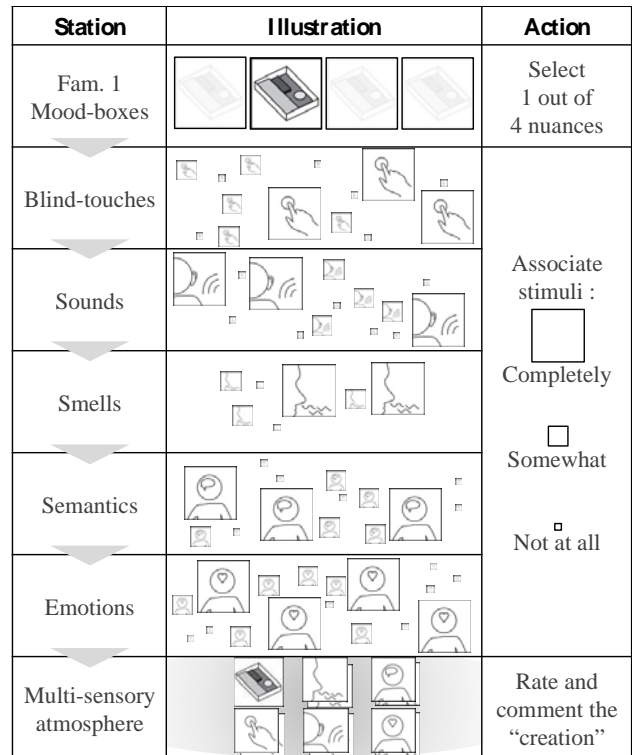 Station
Illustration
Action
Fam. 1
Mood-boxes
Select
1 out of
4 nuances
Blind-touches
Sounds
Smells
Semantics
Emotions
Associate
stimuli :
Completely
Somewhat
Not at all
Multi-sensory
atmosphere
Rate and
comment the
“creation”